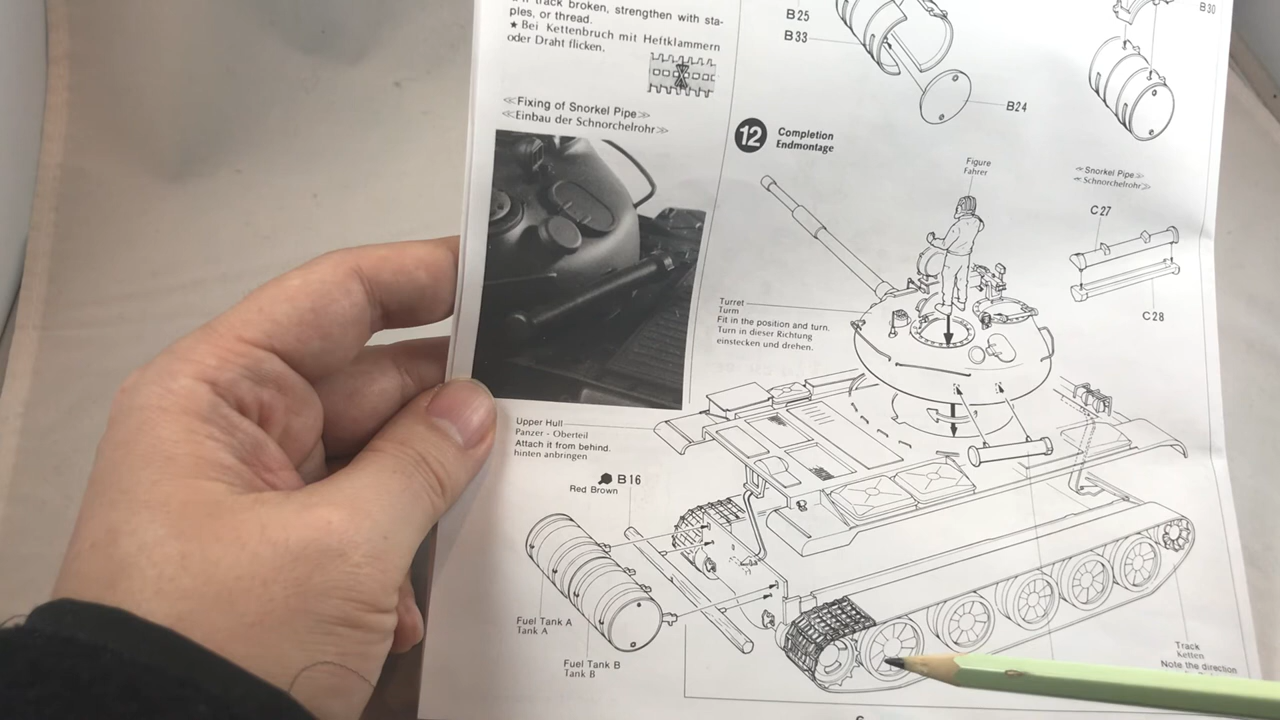 track broken, strengthen with sta-
ples, or thread.
★ Bei Kettenbruch mit Heftklammern
oder Draht flicken.
≪Fixing of Snorkel Pipe≫
≪Einbau der Schnorchelrohr≫
B25
B33
B24
B30
12 Completion
Endmontage
Figure
Fahrer
≪Snorkel Pipe≫
≪Schnorchelrohr≫
C27
C28
Turret
Turm
Fit in the position and turn.
Turn in dieser Richtung
einstecken und drehen.
Upper Hull
Panzer - Oberteil
Attach it from behind.
hinten anbringen
B16
Red Brown
Fuel Tank A
Tank A
Fuel Tank B
Tank B
Track
Ketten
Note the direction